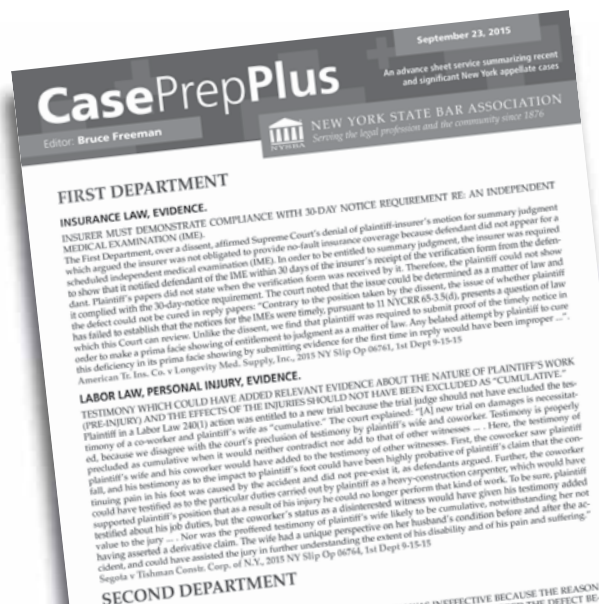 September 23, 2015
CasePrepPlus
An advance sheet service summarizing recent
and significant New York appellate cases
Editor: Bruce Freeman
NYSBA
NEW YORK STATE BAR ASSOCIATION
Serving the legal profession and the community since 1876
FIRST DEPARTMENT
INSURANCE LAW, EVIDENCE.
INSURER MUST DEMONSTRATE COMPLIANCE WITH 30-DAY NOTICE REQUIREMENT RE: AN INDEPENDENT
MEDICAL EXAMINATION (IME).
The First Department, over a dissent, affirmed Supreme Court's denial of plaintiff-insurer's motion for summary judgment
which argued the insurer was not obligated to provide no-fault insurance coverage because defendant did not appear for a
scheduled independent medical examination (IME). In order to be entitled to summary judgment, the insurer was required
to show that it notified defendant of the IME within 30 days of the insurer's receipt of the verification form from the defen-
dant. Plaintiff's papers did not state when the verification form was received by it. Therefore, the plaintiff could not show
it complied with the 30-day-notice requirement. The court noted that the issue could be determined as a matter of law and
the defect could not be cured in reply papers: "Contrary to the position taken by the dissent, the issue of whether plaintiff
has failed to establish that the notices for the IMEs were timely, pursuant to 11 NYCRR 65-3.5(d), presents a question of law
which this Court can review. Unlike the dissent, we find that plaintiff was required to submit proof of the timely notice in
order to make a prima facie showing of entitlement to judgment as a matter of law. Any belated attempt by plaintiff to cure
this deficiency in its prima facie showing by submitting evidence for the first time in reply would have been improper ...".
American Tr. Ins. Co. v Longevity Med. Supply, Inc., 2015 NY Slip Op 06761, 1st Dept 9-15-15
LABOR LAW, PERSONAL INJURY, EVIDENCE.
TESTIMONY WHICH COULD HAVE ADDED RELEVANT EVIDENCE ABOUT THE NATURE OF PLAINTIFF'S WORK
(PRE-INJURY) AND THE EFFECTS OF THE INJURIES SHOULD NOT HAVE BEEN EXCLUDED AS "CUMULATIVE."
Plaintiff in a Labor Law 240(1) action was entitled to a new trial because the trial judge should not have excluded the tes-
timony of a co-worker and plaintiff's wife as "cumulative." The court explained: "[A] new trial on damages is necessitat-
ed, because we disagree with the court's preclusion of testimony by plaintiff's wife and coworker. Testimony is properly
precluded as cumulative when it would neither contradict nor add to that of other witnesses ... . Here, the testimony of
plaintiff's wife and his coworker would have added to the testimony of other witnesses. First, the coworker saw plaintiff
fall, and his testimony as to the impact to plaintiff's foot could have been highly probative of plaintiff's claim that the con-
tinuing pain in his foot was caused by the accident and did not pre-exist it, as defendants argued. Further, the coworker
could have testified as to the particular duties carried out by plaintiff as a heavy-construction carpenter, which would have
supported plaintiff's position that as a result of his injury he could no longer perform that kind of work. To be sure, plaintiff
testified about his job duties, but the coworker's status as a disinterested witness would have given his testimony added
value to the jury ... . Nor was the proffered testimony of plaintiff's wife likely to be cumulative, notwithstanding her not
having asserted a derivative claim. The wife had a unique perspective on her husband's condition before and after the ac-
cident, and could have assisted the jury in further understanding the extent of his disability and of his pain and suffering."
Segota v Tishman Constr. Corp. of N.Y., 2015 NY Slip Op 06764, 1st Dept 9-15-15
SECOND DEPARTMENT
INEFFECTIVE BECAUSE THE REASON
THE DEFECT BE-